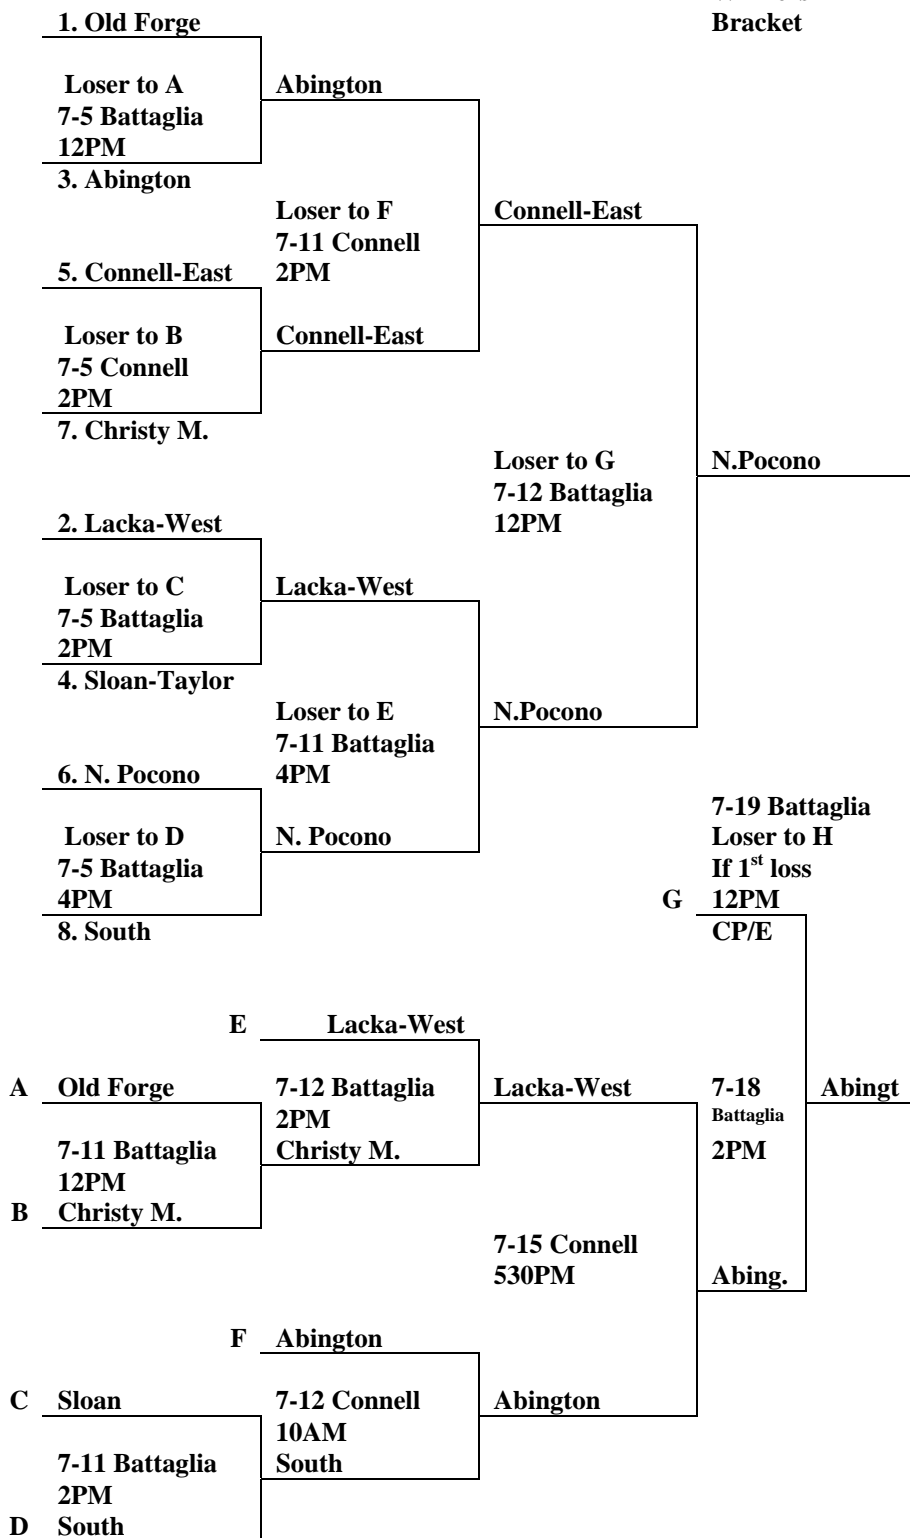 1. Old Forge
Bracket
Loser to A
Abington
7-5 Battaglia
12PM
3. Abington
Loser to F
Connell-East
7-11 Connell
5. Connell-East
2PM
Loser to B
Connell-East
7-5 Connell
2PM
7. Christy M.
Loser to G
N.Pocono
7-12 Battaglia
2. Lacka-West
12PM
Loser to C
Lacka-West
7-5 Battaglia
2PM
4. Sloan-Taylor
Loser to E
N.Pocono
7-11 Battaglia
6. N. Pocono
4PM
7-19 Battaglia
Loser to D
N. Pocono
Loser to H
7-5 Battaglia
If 1st loss
4PM
G
12PM
8. South
CP/E
E
Lacka-West
A
Old Forge
7-12 Battaglia
Lacka-West
7-18
Abingt
2PM
Battaglia
7-11 Battaglia
Christy M.
2PM
12PM
B
Christy M.
7-15 Connell
530PM
Abing.
F
Abington
C
Sloan
7-12 Connell
Abington
10AM
7-11 Battaglia
South
2PM
D
South